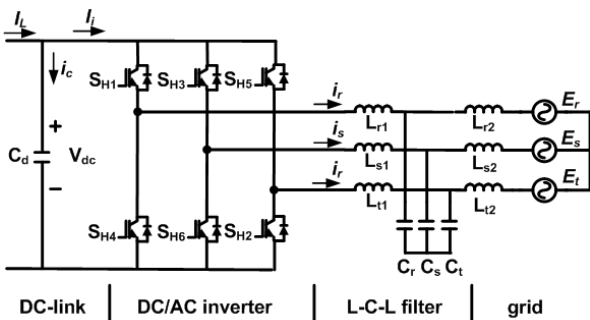 I_L I_i
i_c
S_H1 S_H3 S_H5
i_r
L_r1 L_r2
E_r
i_s
L_s1 L_s2
E_s
i_r
L_t1 L_t2
E_t
+
C_d V_dc
−
S_H4 S_H6 S_H2
C_r C_s C_t
DC-link DC/AC inverter L-C-L filter grid